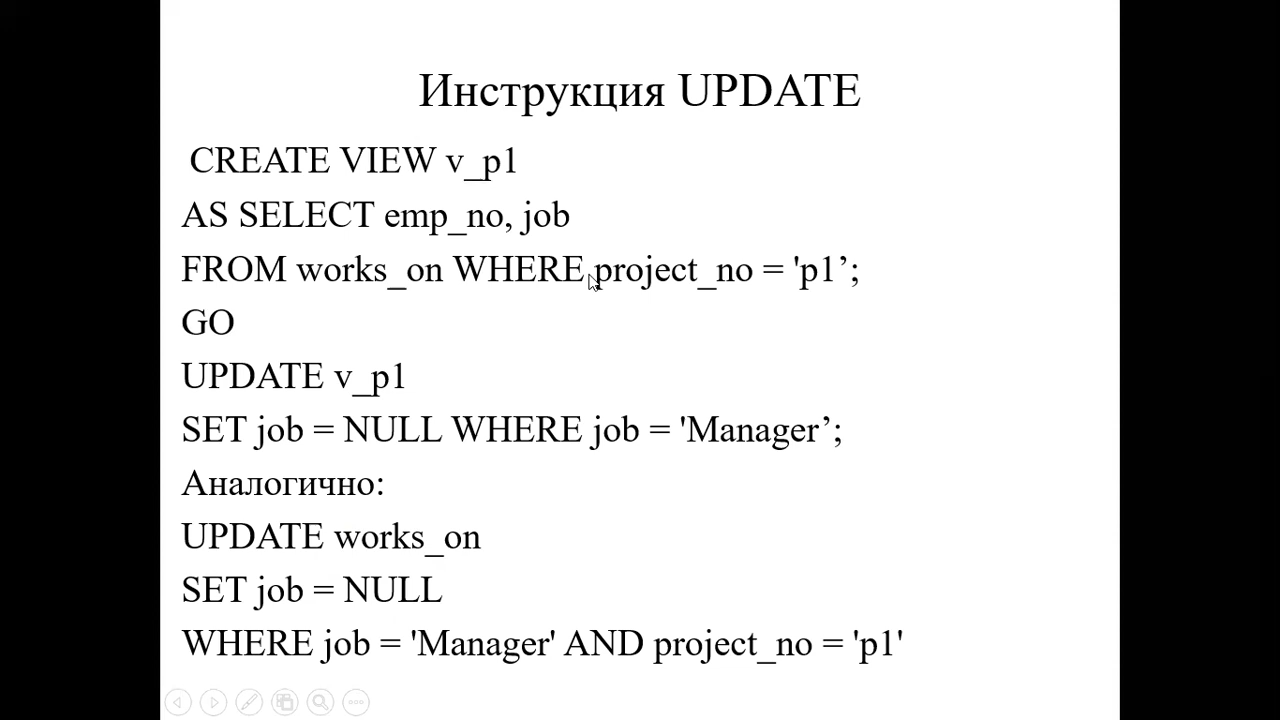 Инструкция UPDATE
CREATE VIEW v_p1
AS SELECT emp_no, job
FROM works_on WHERE project_no = 'p1’;
GO
UPDATE v_p1
SET job = NULL WHERE job = 'Manager’;
Аналогично:
UPDATE works_on
SET job = NULL
WHERE job = 'Manager' AND project_no = 'p1'